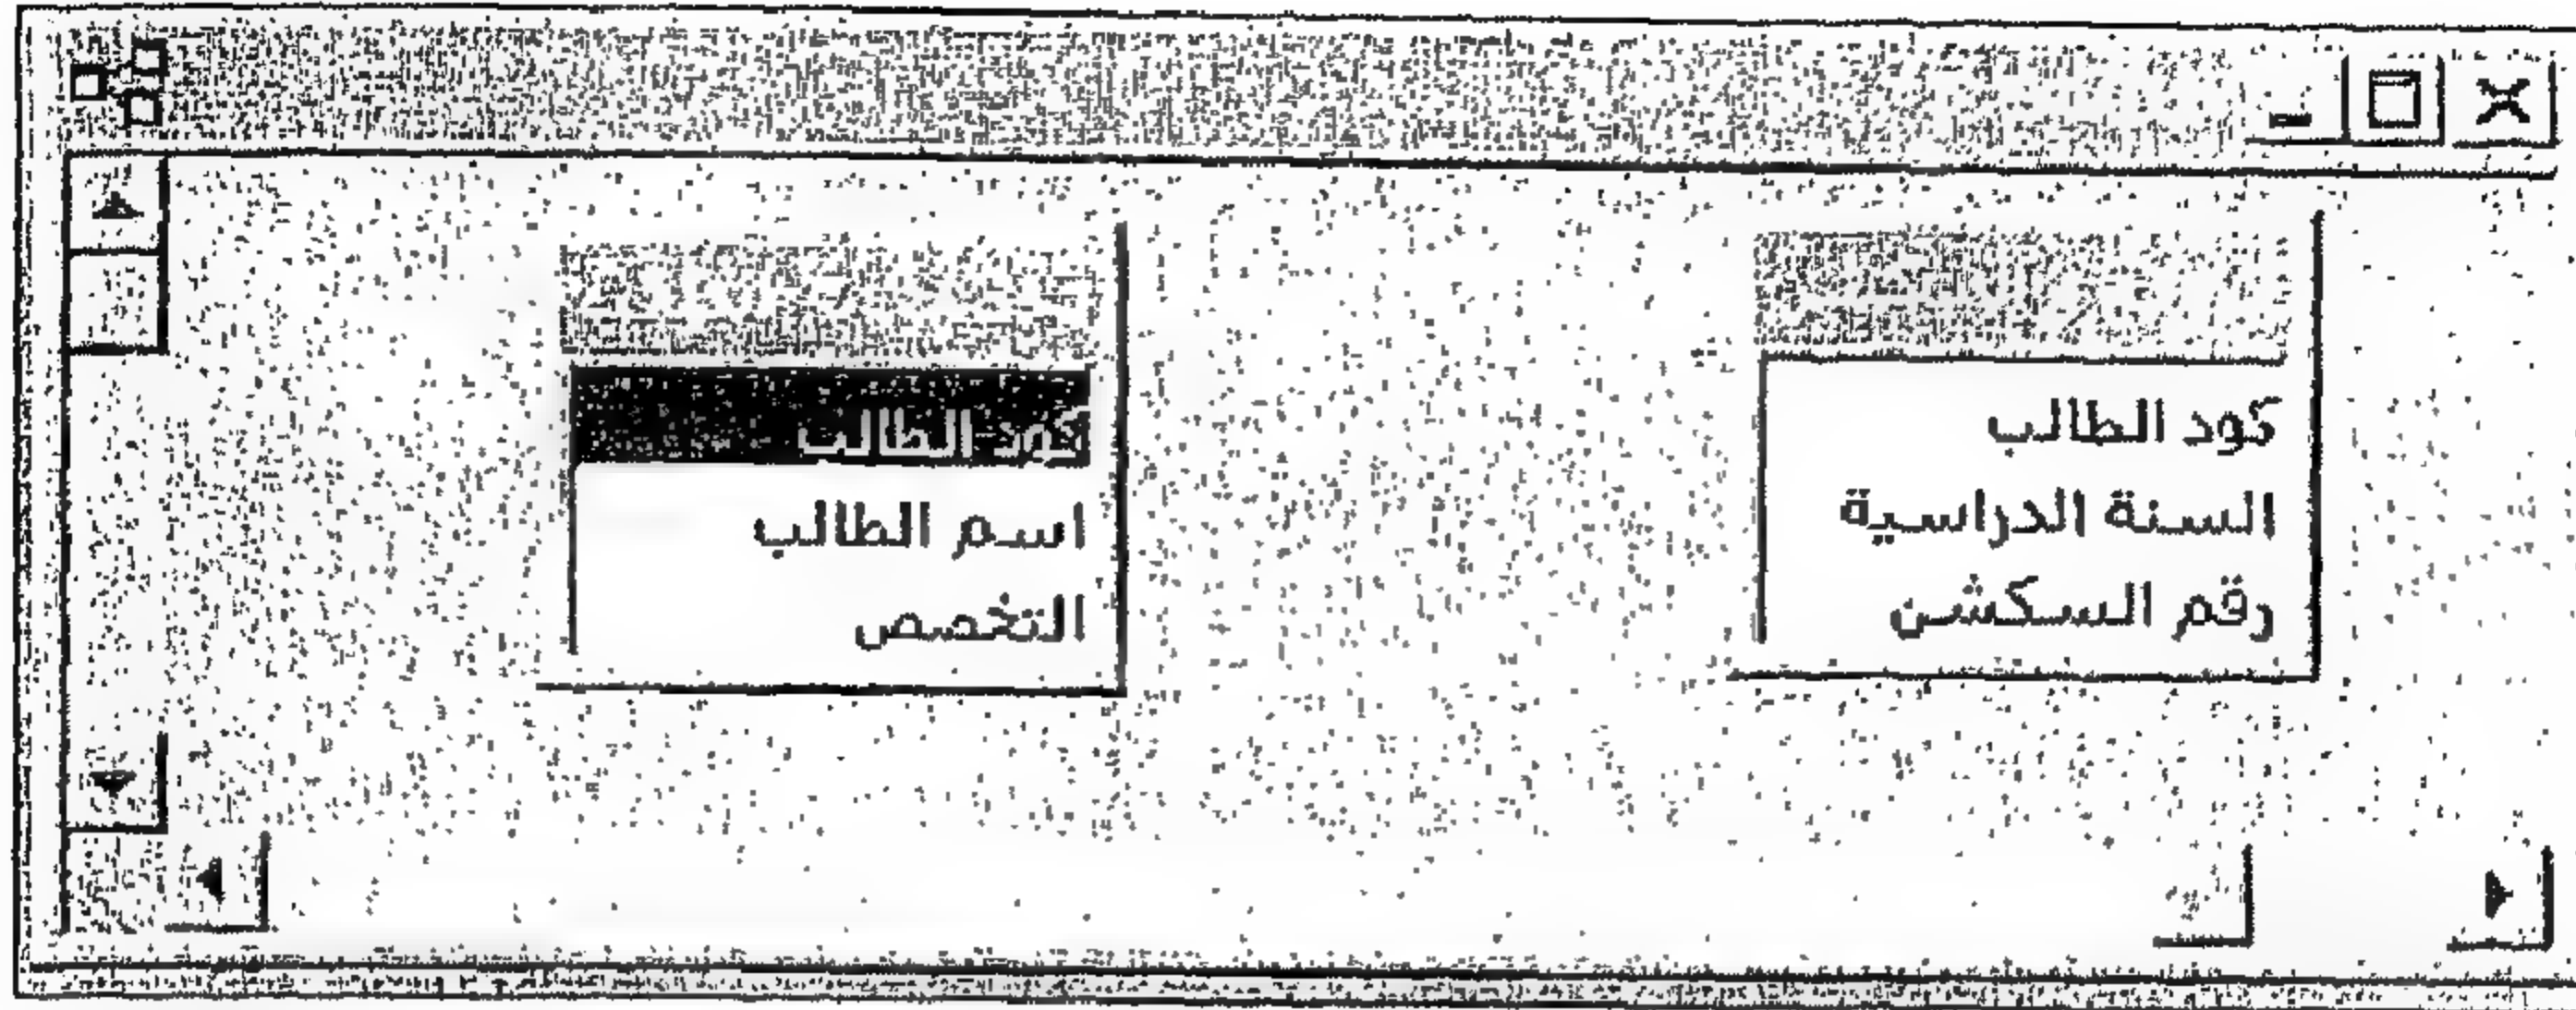 كود الطالب
السنة الدراسية
رقم السكشن
كود الطالب
اسم الطالب
التخصص